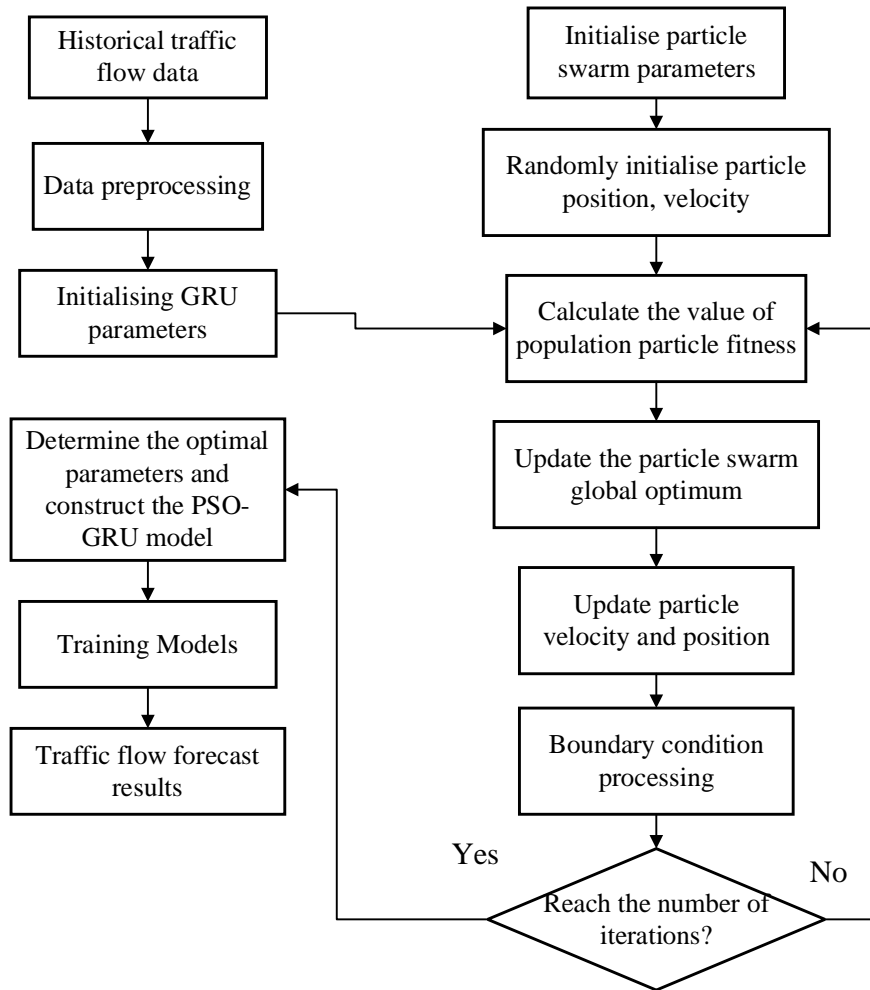 Historical traffic
flow data
Data preprocessing
Initialising GRU
parameters
Determine the optimal
parameters and
construct the PSO-
GRU model
Training Models
Traffic flow forecast
results
Initialise particle
swarm parameters
Randomly initialise particle
position, velocity
Calculate the value of
population particle fitness
Update the particle swarm
global optimum
Update particle
velocity and position
Boundary condition
processing
Yes
No
Reach the number of
iterations?